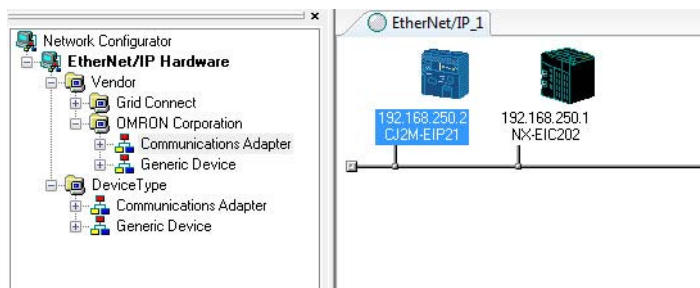 Network Configurator
EtherNet/IP Hardware
Vendor
Grid Connect
OMRON Corporation
Communications Adapter
Generic Device
DeviceType
Communications Adapter
Generic Device
EtherNet/IP_1
192.168.250.2
CJ2M-EIP21
192.168.250.1
NX-EIC202